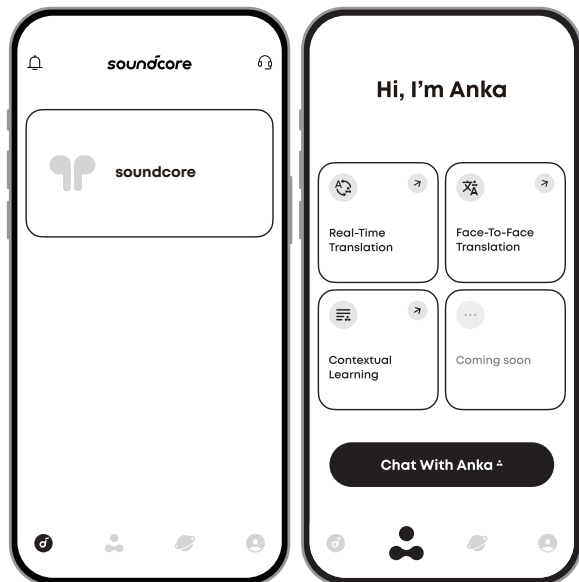 soundcore
soundcore
Hi, I'm Anka
Real-Time
Translation
Face-To-Face
Translation
Contextual
Learning
Coming soon
Chat With Anka